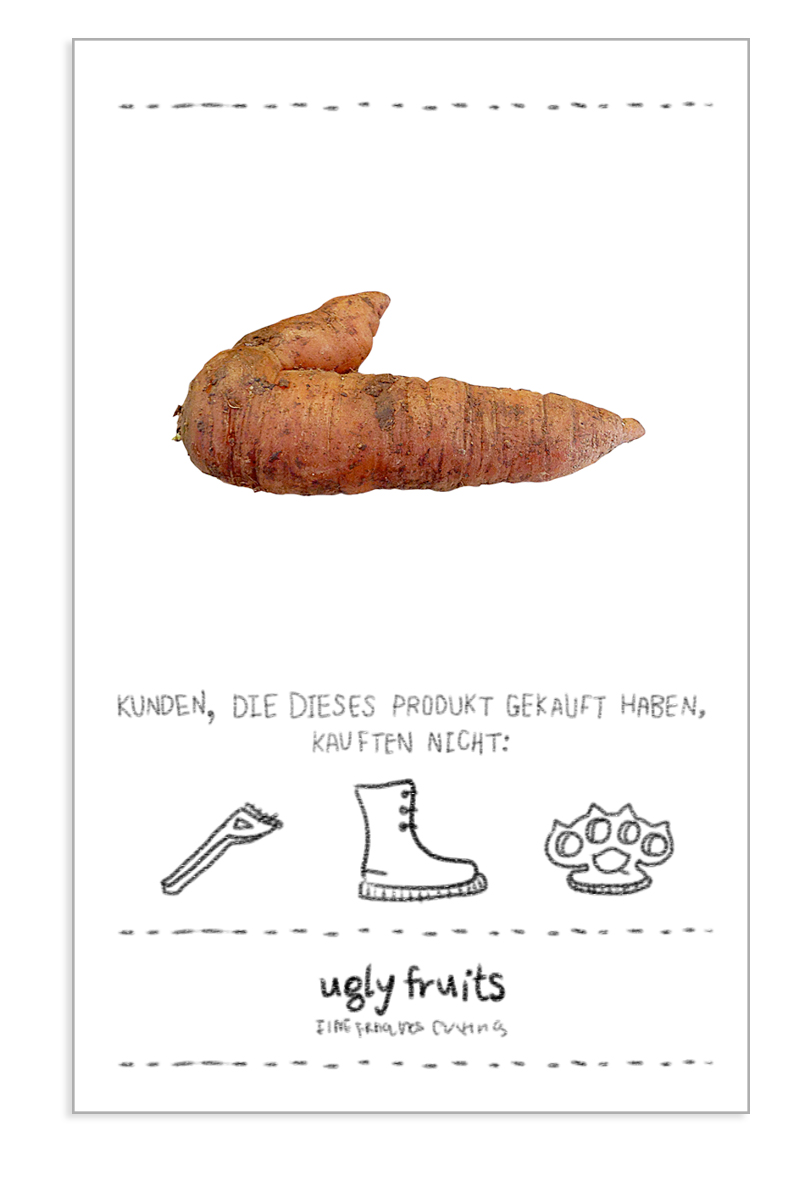 KUNDEN, DIE DIESES PRODUKT GEKAUFT HABEN,
KAUFTEN NICHT:
ugly fruits